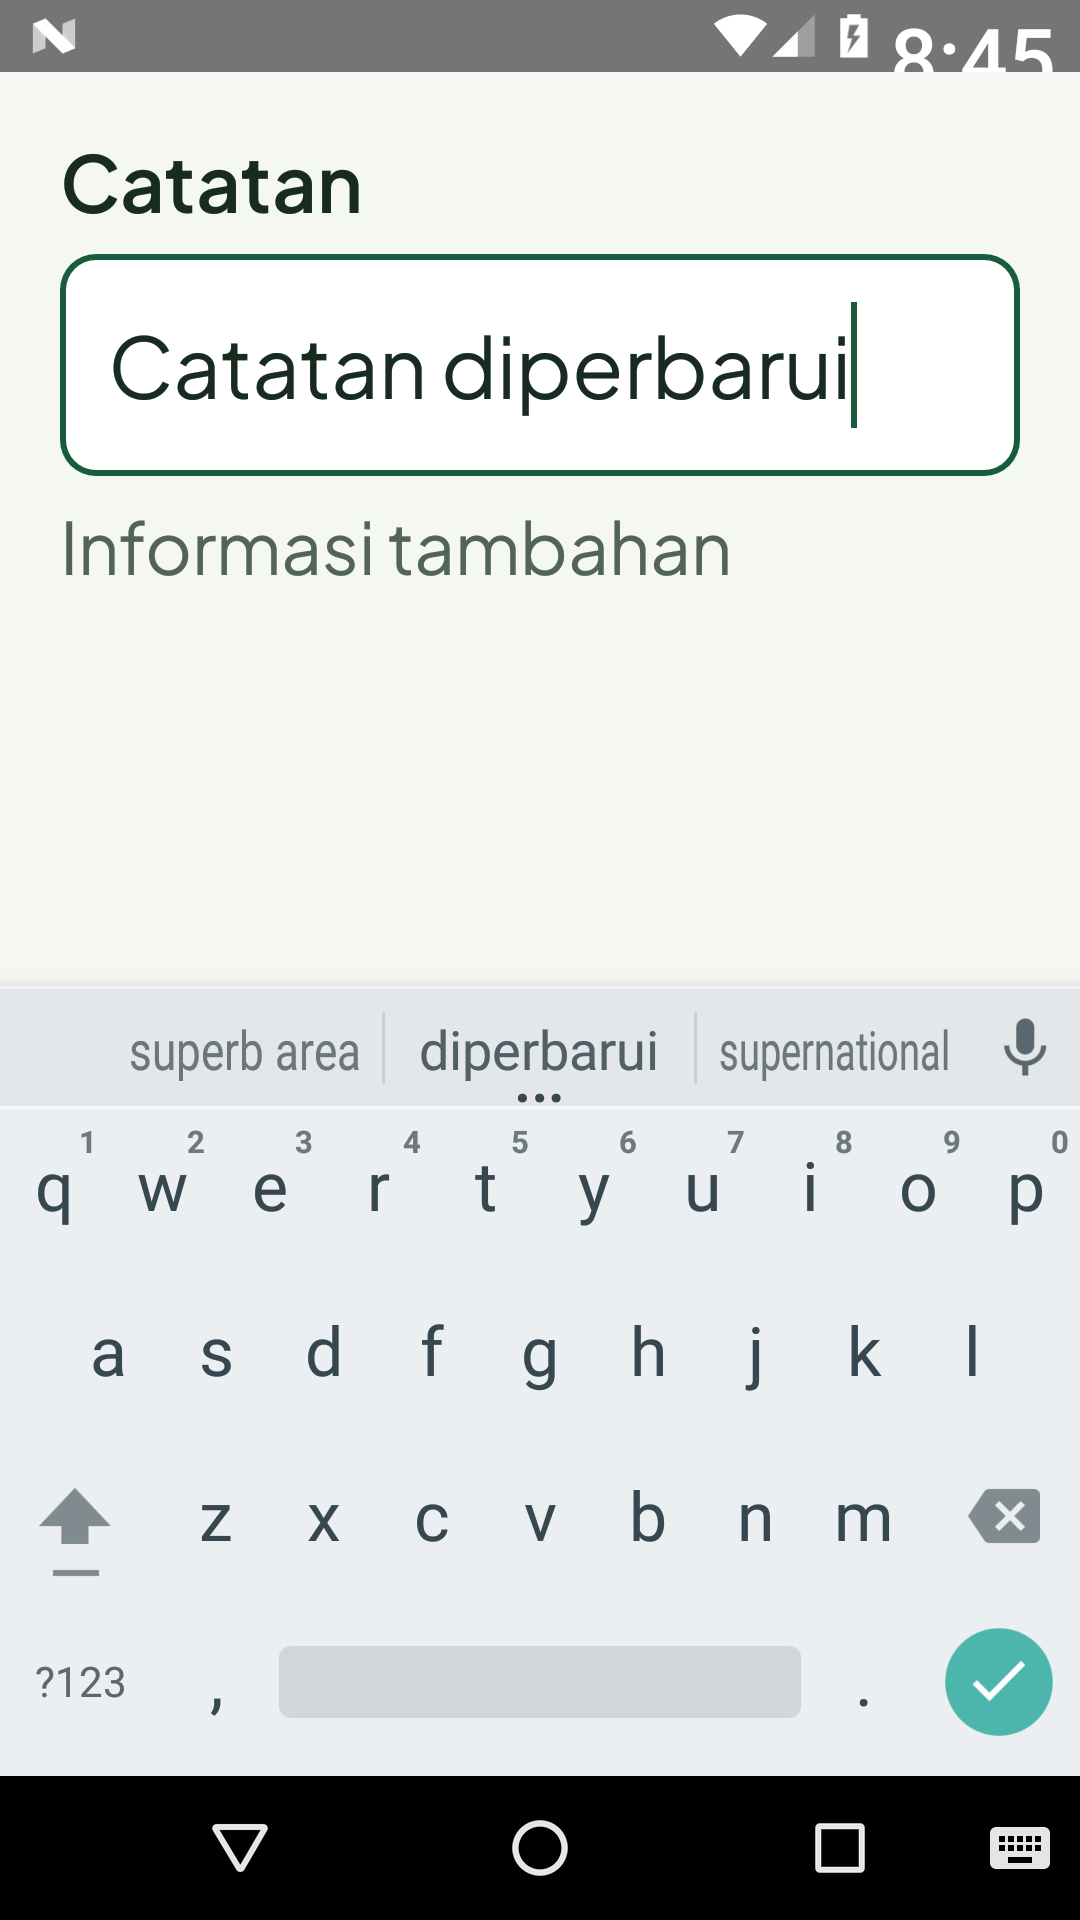 8:45
Catatan
Catatan diperbarui
Informasi tambahan
superb area diperbarui supernational
1 2 3 4 5 6 7 8 9 0
q w e r t y u i o p
a s d f g h j k l
z x c v b n m
?123 , .